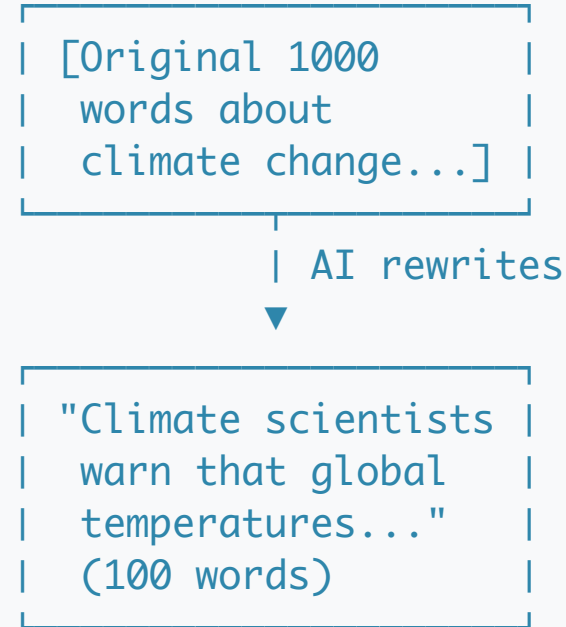 [Original 1000
words about
climate change...]
AI rewrites
"Climate scientists
warn that global
temperatures..."
(100 words)